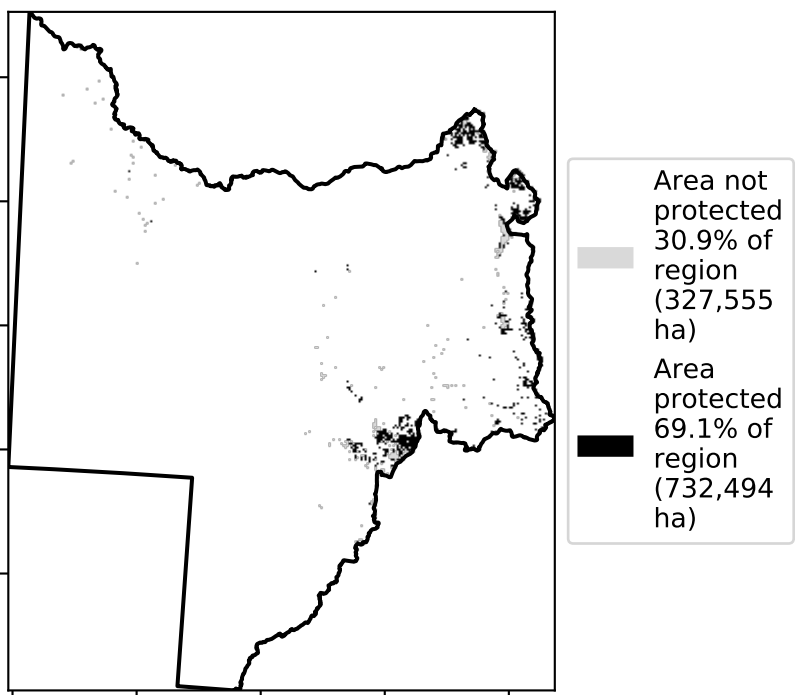 Area not
protected
30.9% of
region
(327,555
ha)
Area
protected
69.1% of
region
(732,494
ha)